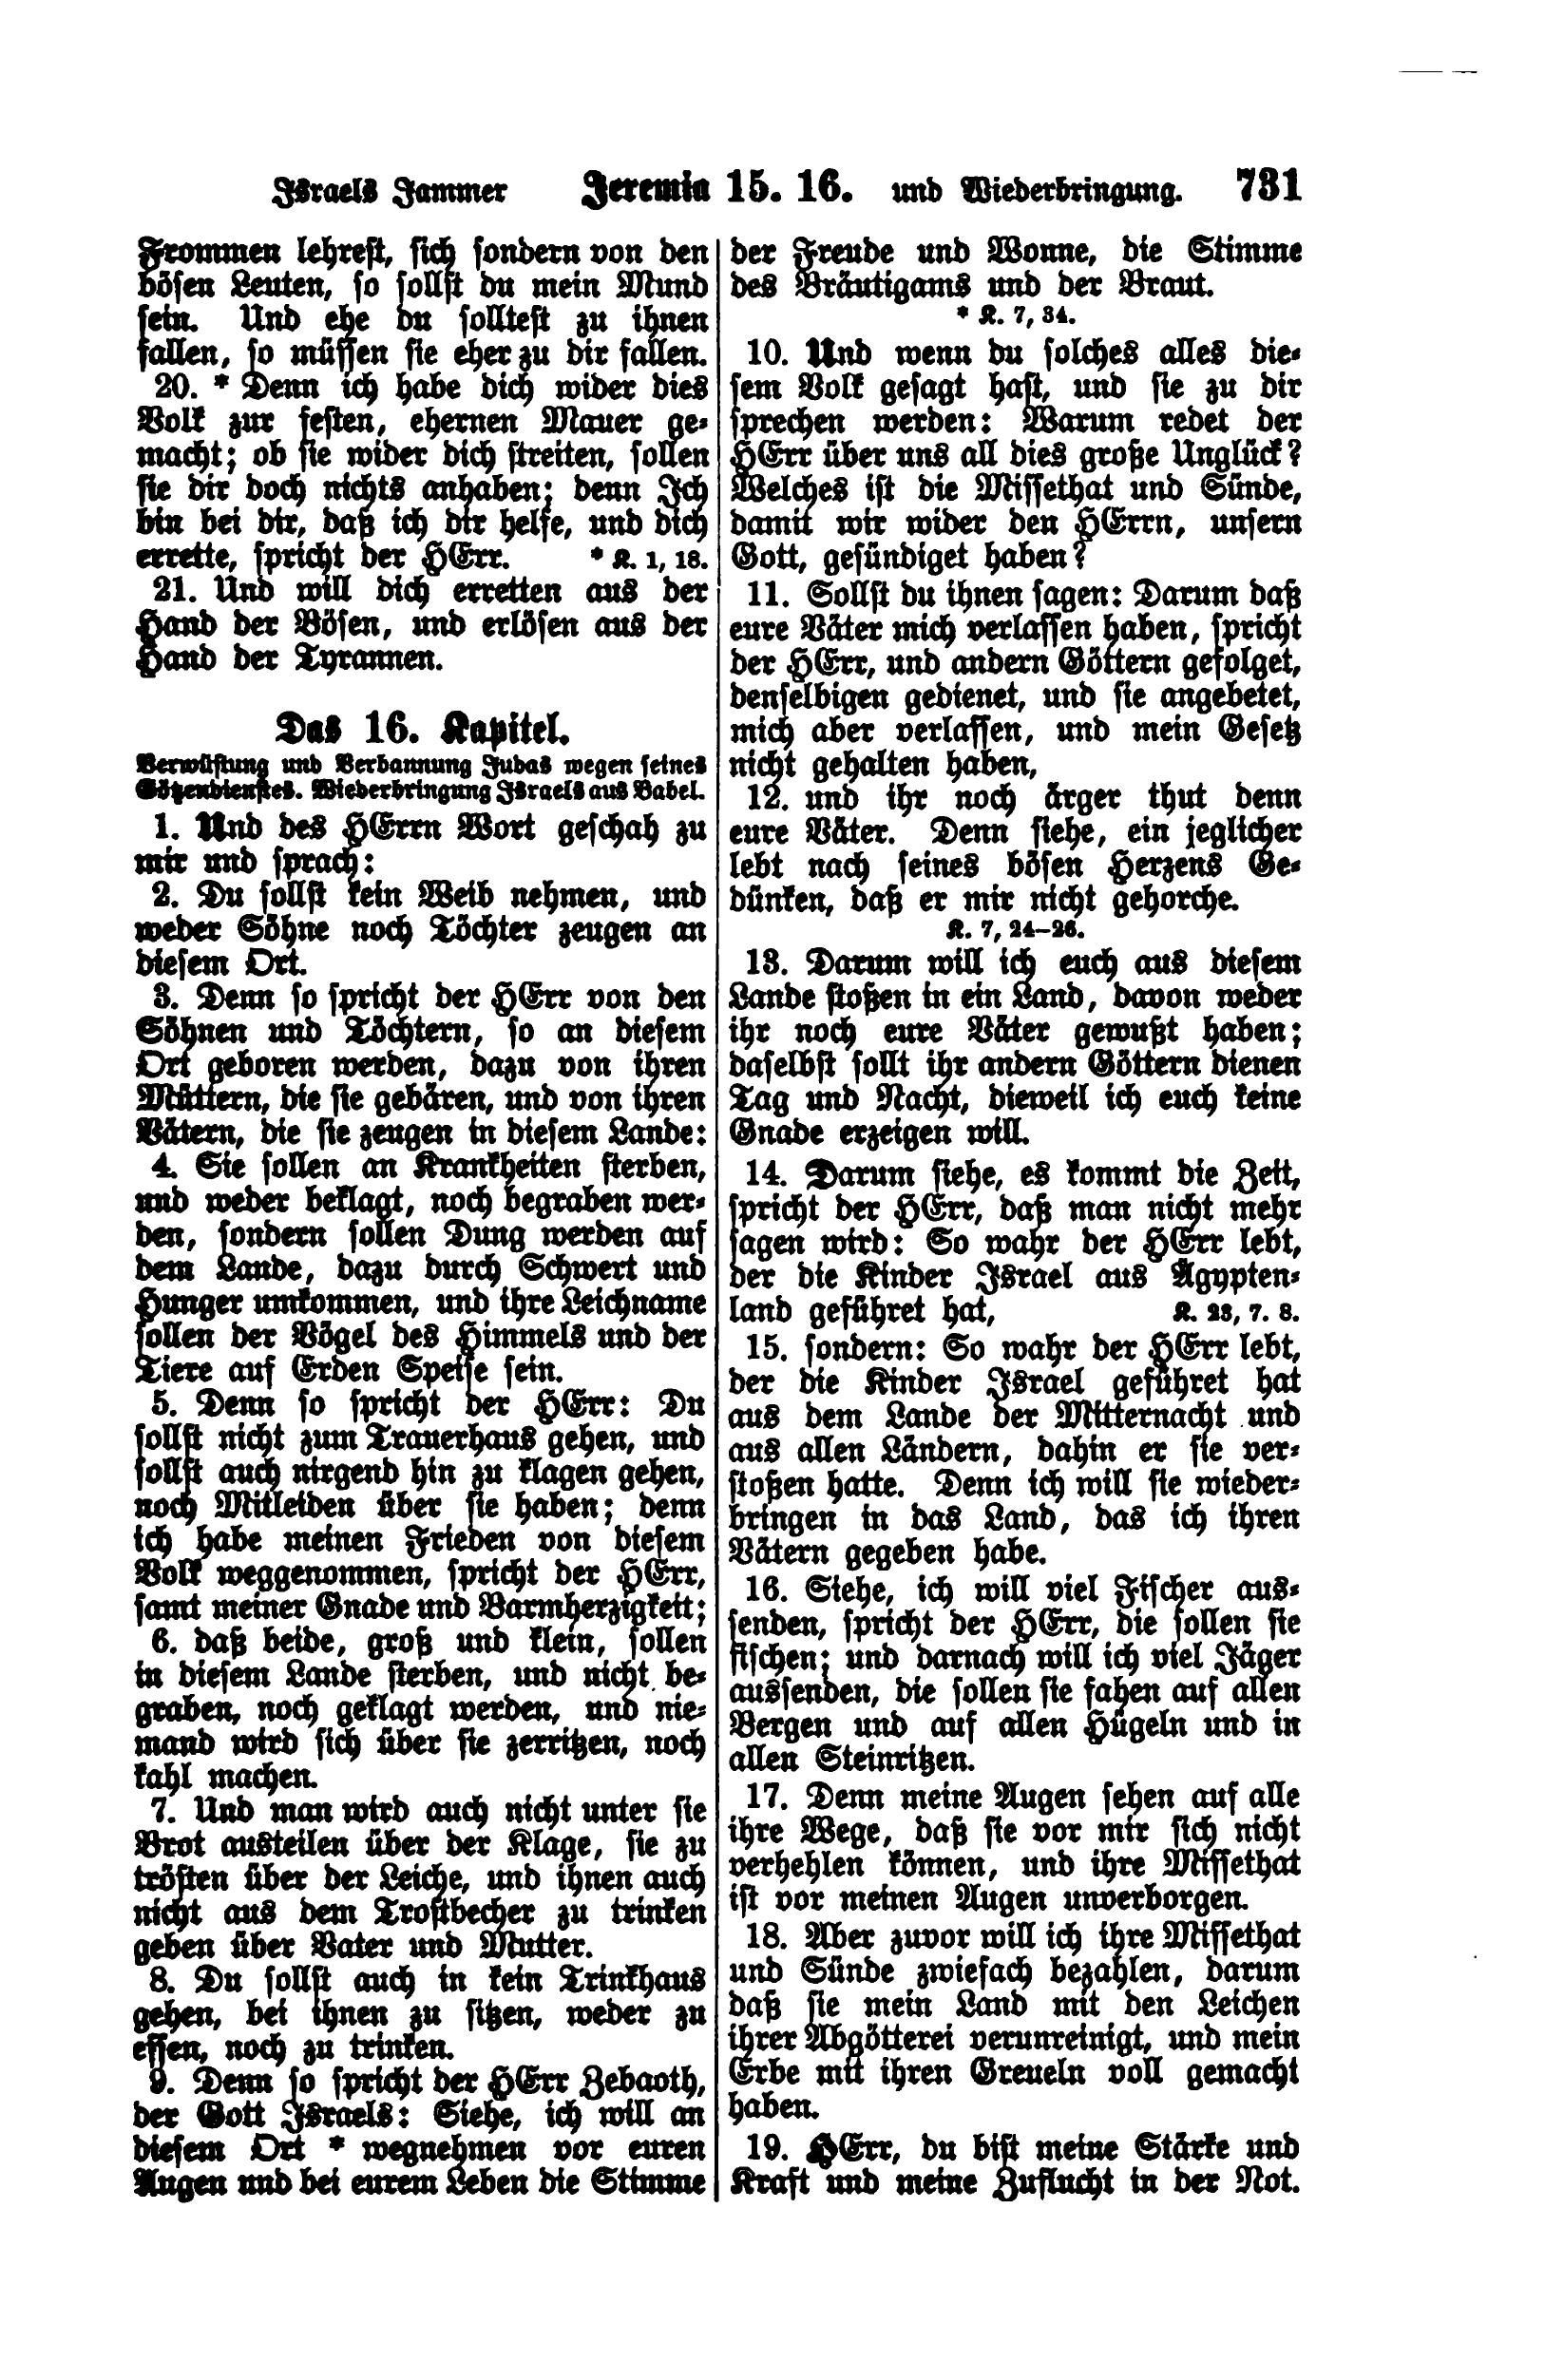 Israels Jammer Jeremia 15. 16. und Wiederbringung. 731
Frommen lehrest, sich sondern von den
bösen Leuten, so sollst du mein Mund
sein. Und ehe du solltest zu ihnen
fallen, so müssen sie eher zu dir fallen.
20. * Denn ich habe dich wider dies
Volk zur festen, ehernen Mauer ge-
macht; ob sie wider dich streiten, sollen
sie dir doch nichts anhaben; denn Ich
bin bei dir, daß ich dir helfe, und dich
errette, spricht der HErr. * K. 1, 18.
21. Und will dich erretten aus der
Hand der Bösen, und erlösen aus der
Hand der Tyrannen.
Das 16. Kapitel.
Verwüstung und Verbannung Judas wegen seines
Götzendienstes. Wiederbringung Israels aus Babel.
1. Und des HErrn Wort geschah zu
mir und sprach:
2. Du sollst kein Weib nehmen, und
weder Söhne noch Töchter zeugen an
diesem Ort.
3. Denn so spricht der HErr von den
Söhnen und Töchtern, so an diesem
Ort geboren werden, dazu von ihren
Müttern, die sie gebären, und von ihren
Vätern, die sie zeugen in diesem Lande:
4. Sie sollen an Krankheiten sterben,
und weder beklagt, noch begraben wer-
den, sondern sollen Dung werden auf
dem Lande, dazu durch Schwert und
Hunger umkommen, und ihre Leichname
sollen der Vögel des Himmels und der
Tiere auf Erden Speise sein.
5. Denn so spricht der HErr: Du
sollst nicht zum Trauerhaus gehen, und
sollst auch nirgend hin zu klagen gehen,
noch Mitleiden über sie haben; denn
ich habe meinen Frieden von diesem
Volk weggenommen, spricht der HErr,
samt meiner Gnade und Barmherzigkeit;
6. daß beide, groß und klein, sollen
in diesem Lande sterben, und nicht be-
graben, noch geklagt werden, und nie-
mand wird sich über sie zerritzen, noch
kahl machen.
7. Und man wird auch nicht unter sie
Brot austeilen über der Klage, sie zu
trösten über der Leiche, und ihnen auch
nicht aus dem Trostbecher zu trinken
geben über Vater und Mutter.
8. Du sollst auch in kein Trinkhaus
gehen, bei ihnen zu sitzen, weder zu
essen, noch zu trinken.
9. Denn so spricht der HErr Zebaoth,
der Gott Israels: Siehe, ich will an
diesem Ort * wegnehmen vor euren
Augen und bei eurem Leben die Stimme
der Freude und Wonne, die Stimme
des Bräutigams und der Braut.
* K. 7, 34.
10. Und wenn du solches alles die-
sem Volk gesagt hast, und sie zu dir
sprechen werden: Warum redet der
HErr über uns all dies große Unglück?
Welches ist die Missethat und Sünde,
damit wir wider den HErrn, unsern
Gott, gesündiget haben?
11. Sollst du ihnen sagen: Darum daß
eure Väter mich verlassen haben, spricht
der HErr, und andern Göttern gefolget,
denselbigen gedienet, und sie angebetet,
mich aber verlassen, und mein Gesetz
nicht gehalten haben,
12. und ihr noch ärger thut denn
eure Väter. Denn siehe, ein jeglicher
lebt nach seines bösen Herzens Ge-
dünken, daß er mir nicht gehorche.
K. 7, 24–26.
13. Darum will ich euch aus diesem
Lande stoßen in ein Land, davon weder
ihr noch eure Väter gewußt haben;
daselbst sollt ihr andern Göttern dienen
Tag und Nacht, dieweil ich euch keine
Gnade erzeigen will.
14. Darum siehe, es kommt die Zeit,
spricht der HErr, daß man nicht mehr
sagen wird: So wahr der HErr lebt,
der die Kinder Israel aus Ägypten-
land geführet hat, K. 23, 7. 8.
15. sondern: So wahr der HErr lebt,
der die Kinder Israel geführet hat
aus dem Lande der Mitternacht und
aus allen Ländern, dahin er sie ver-
stoßen hatte. Denn ich will sie wieder-
bringen in das Land, das ich ihren
Vätern gegeben habe.
16. Siehe, ich will viel Fischer aus-
senden, spricht der HErr, die sollen sie
fischen; und darnach will ich viel Jäger
aussenden, die sollen sie fahen auf allen
Bergen und auf allen Hügeln und in
allen Steinritzen.
17. Denn meine Augen sehen auf alle
ihre Wege, daß sie vor mir sich nicht
verhehlen können, und ihre Missethat
ist vor meinen Augen unverborgen.
18. Aber zuvor will ich ihre Missethat
und Sünde zwiefach bezahlen, darum
daß sie mein Land mit den Leichen
ihrer Abgötterei verunreinigt, und mein
Erbe mit ihren Greueln voll gemacht
haben.
19. HErr, du bist meine Stärke und
Kraft und meine Zuflucht in der Not.